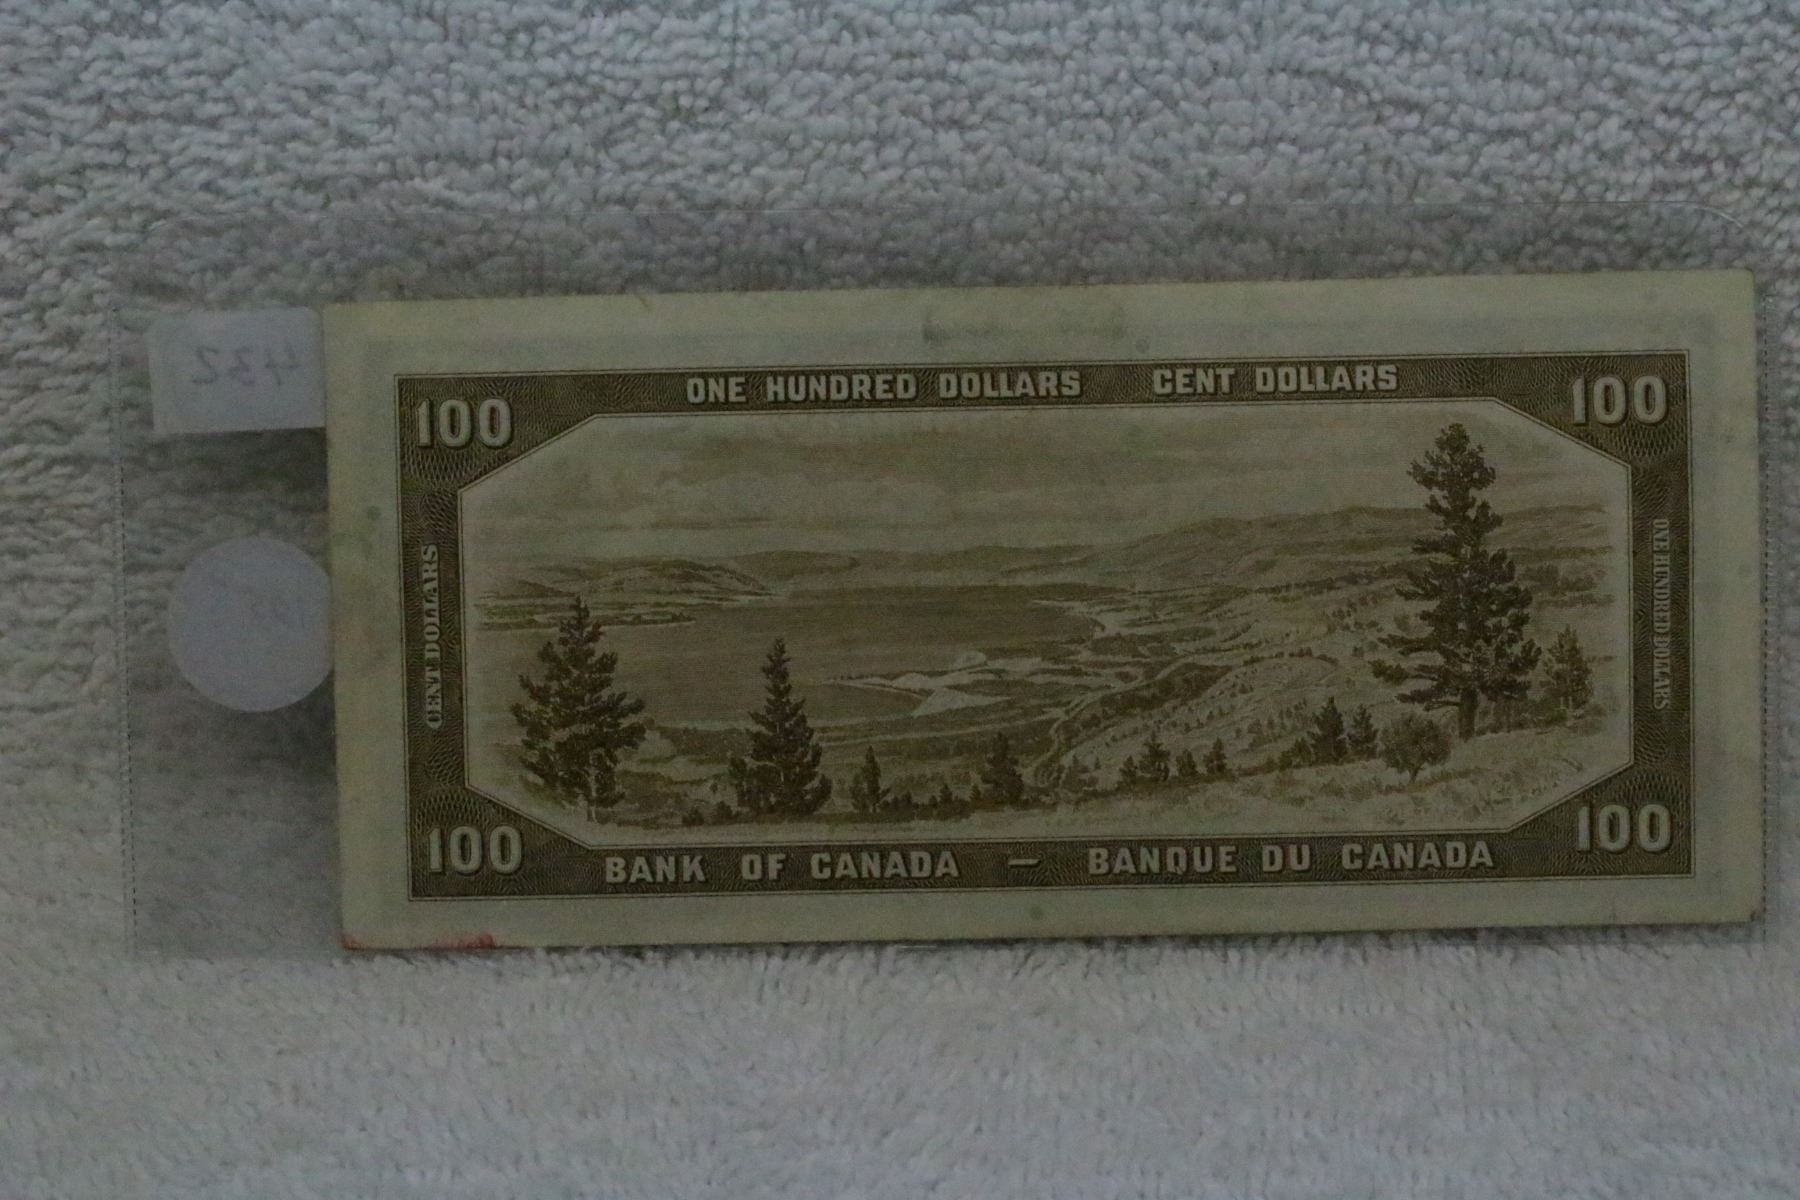 432
ONE HUNDRED DOLLARS CENT DOLLARS
100
100
CENT DOLLARS
ONE HUNDRED DOLLARS
100
100
BANK OF CANADA — BANQUE DU CANADA